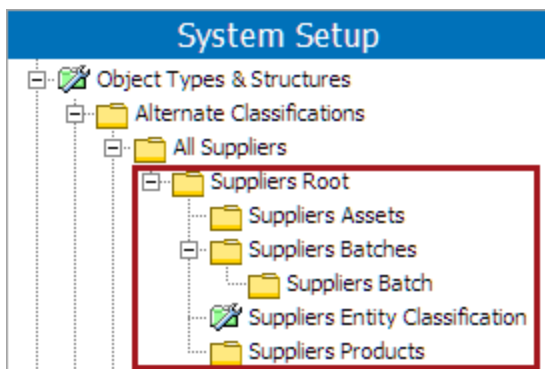 System Setup
Object Types & Structures
Alternate Classifications
All Suppliers
Suppliers Root
Suppliers Assets
Suppliers Batches
Suppliers Batch
Suppliers Entity Classification
Suppliers Products